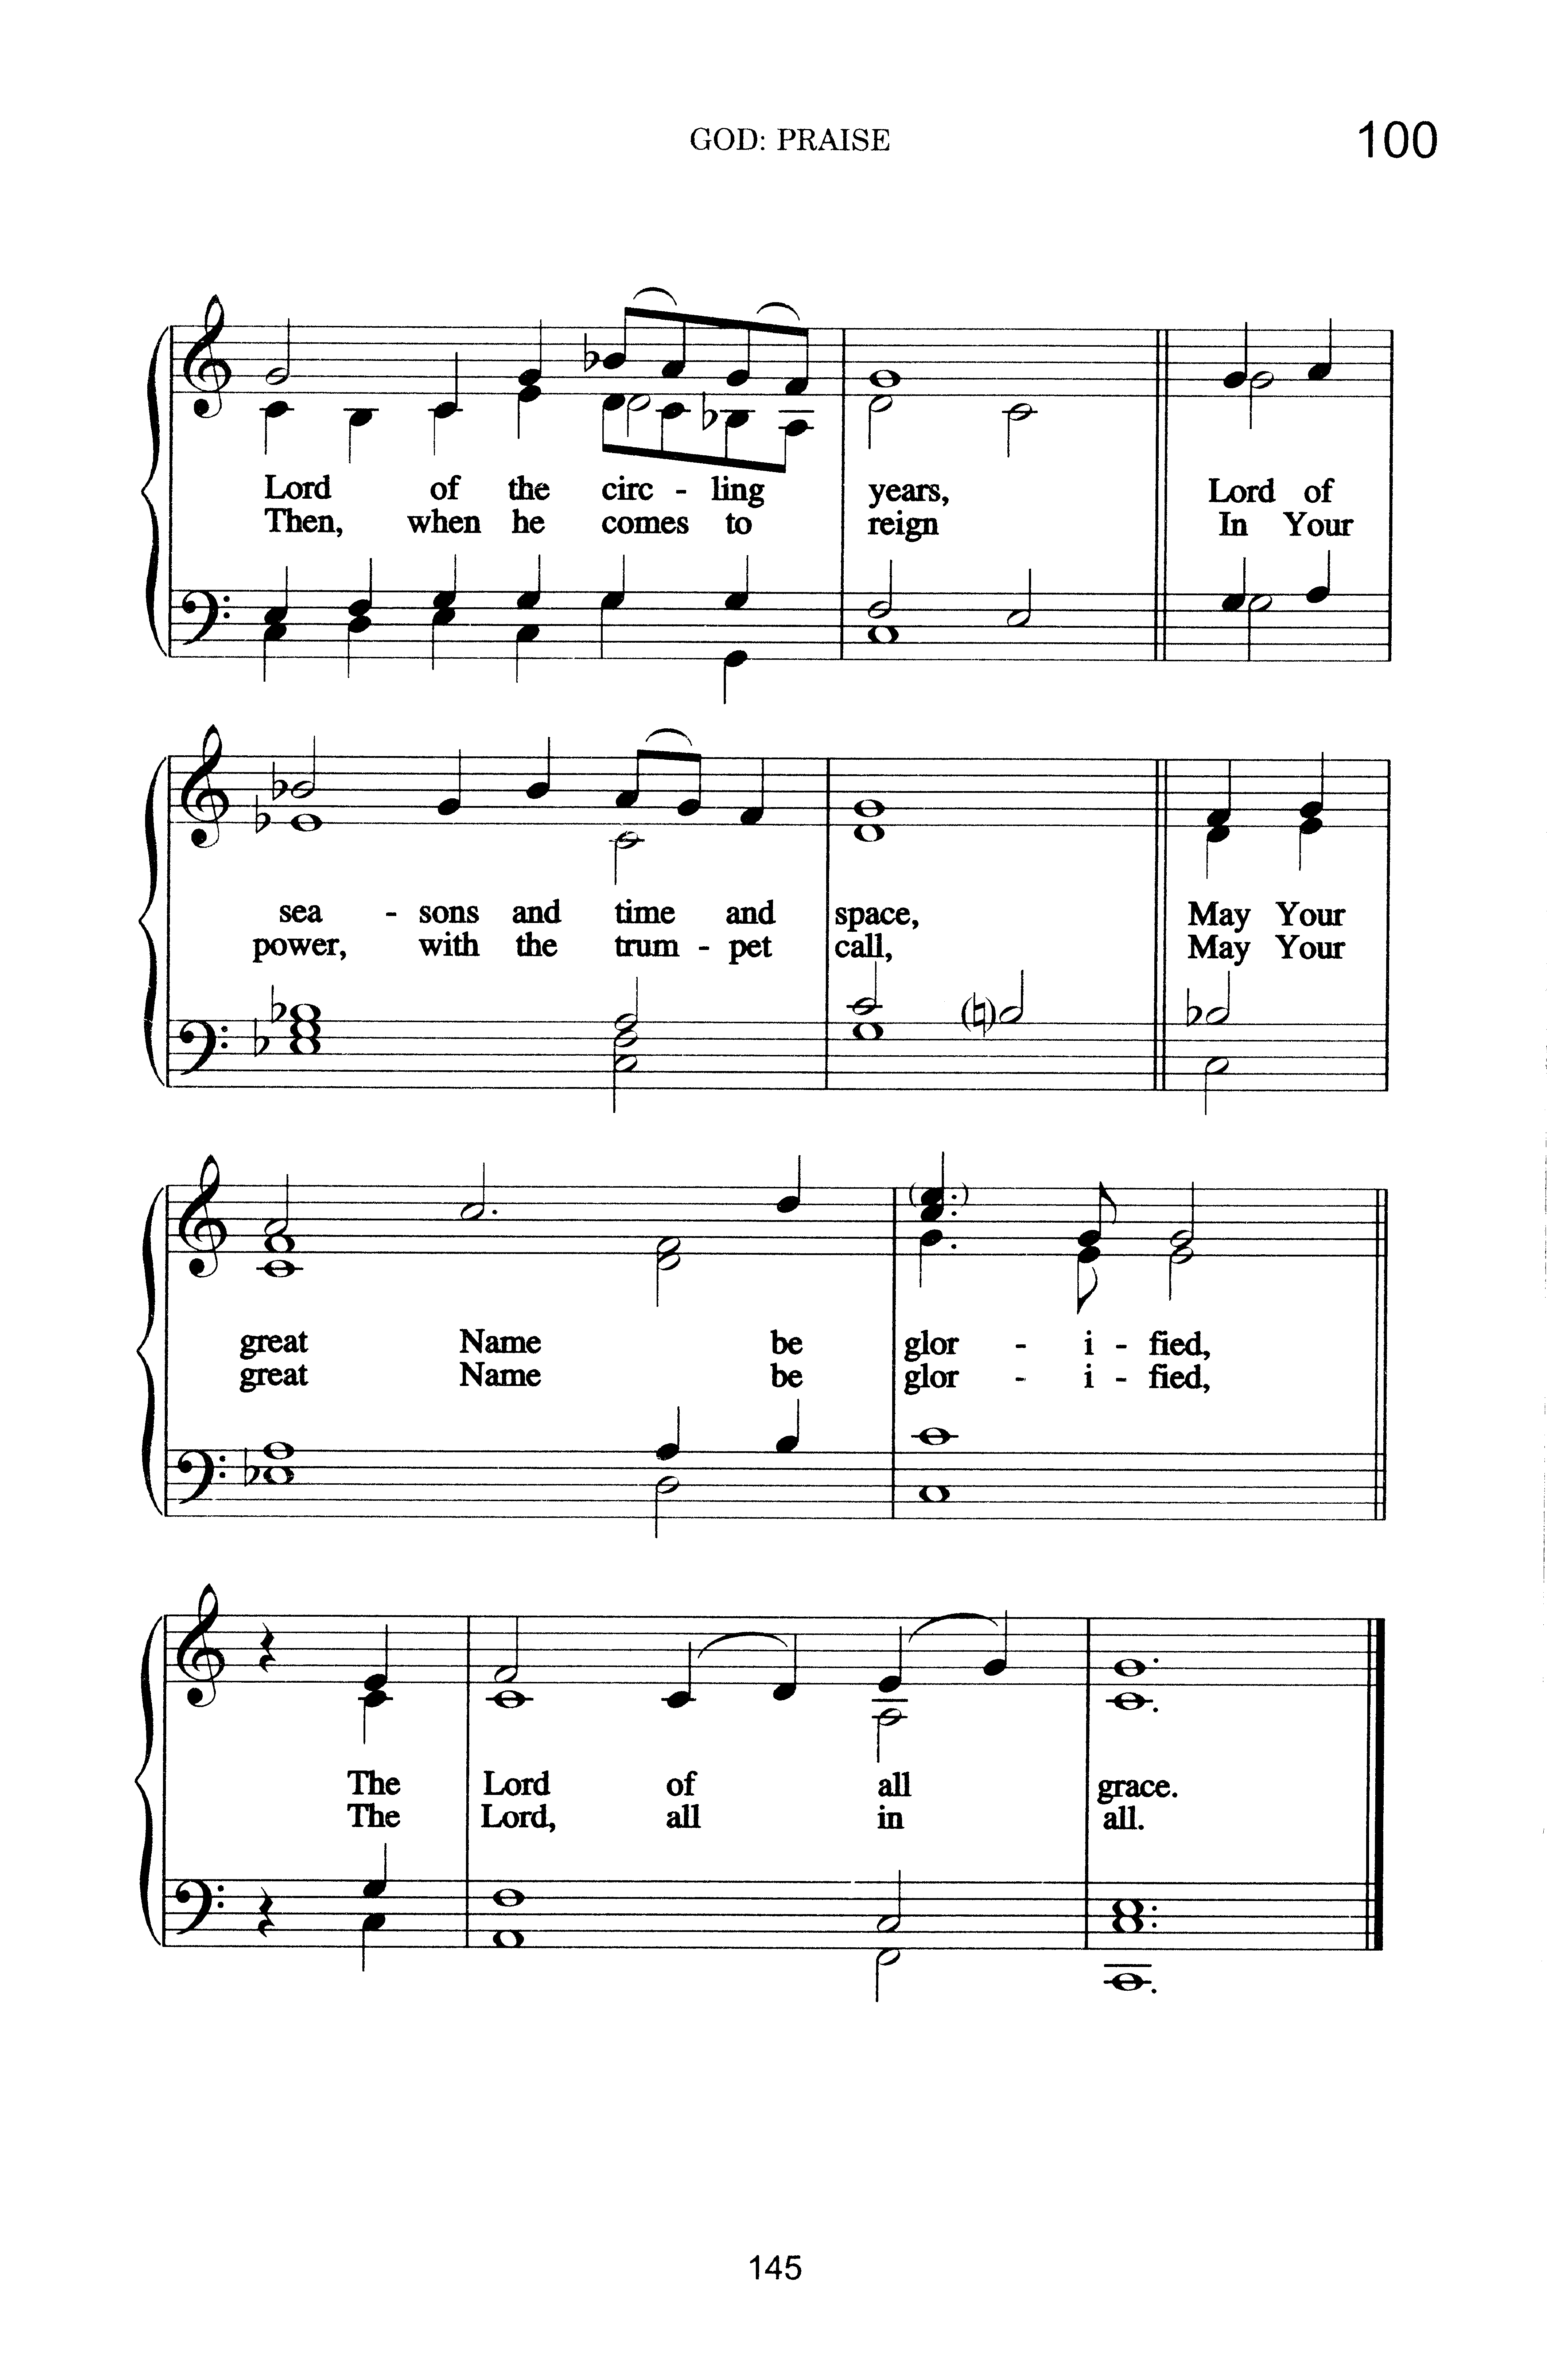 GOD: PRAISE
100
Lord of the circ - ling years, Lord of
Then, when he comes to reign In Your
sea - sons and time and space, May Your
power, with the trum - pet call, May Your
great Name be glor - i - fied,
great Name be glor - i - fied,
The Lord of all grace.
The Lord, all in all.
145